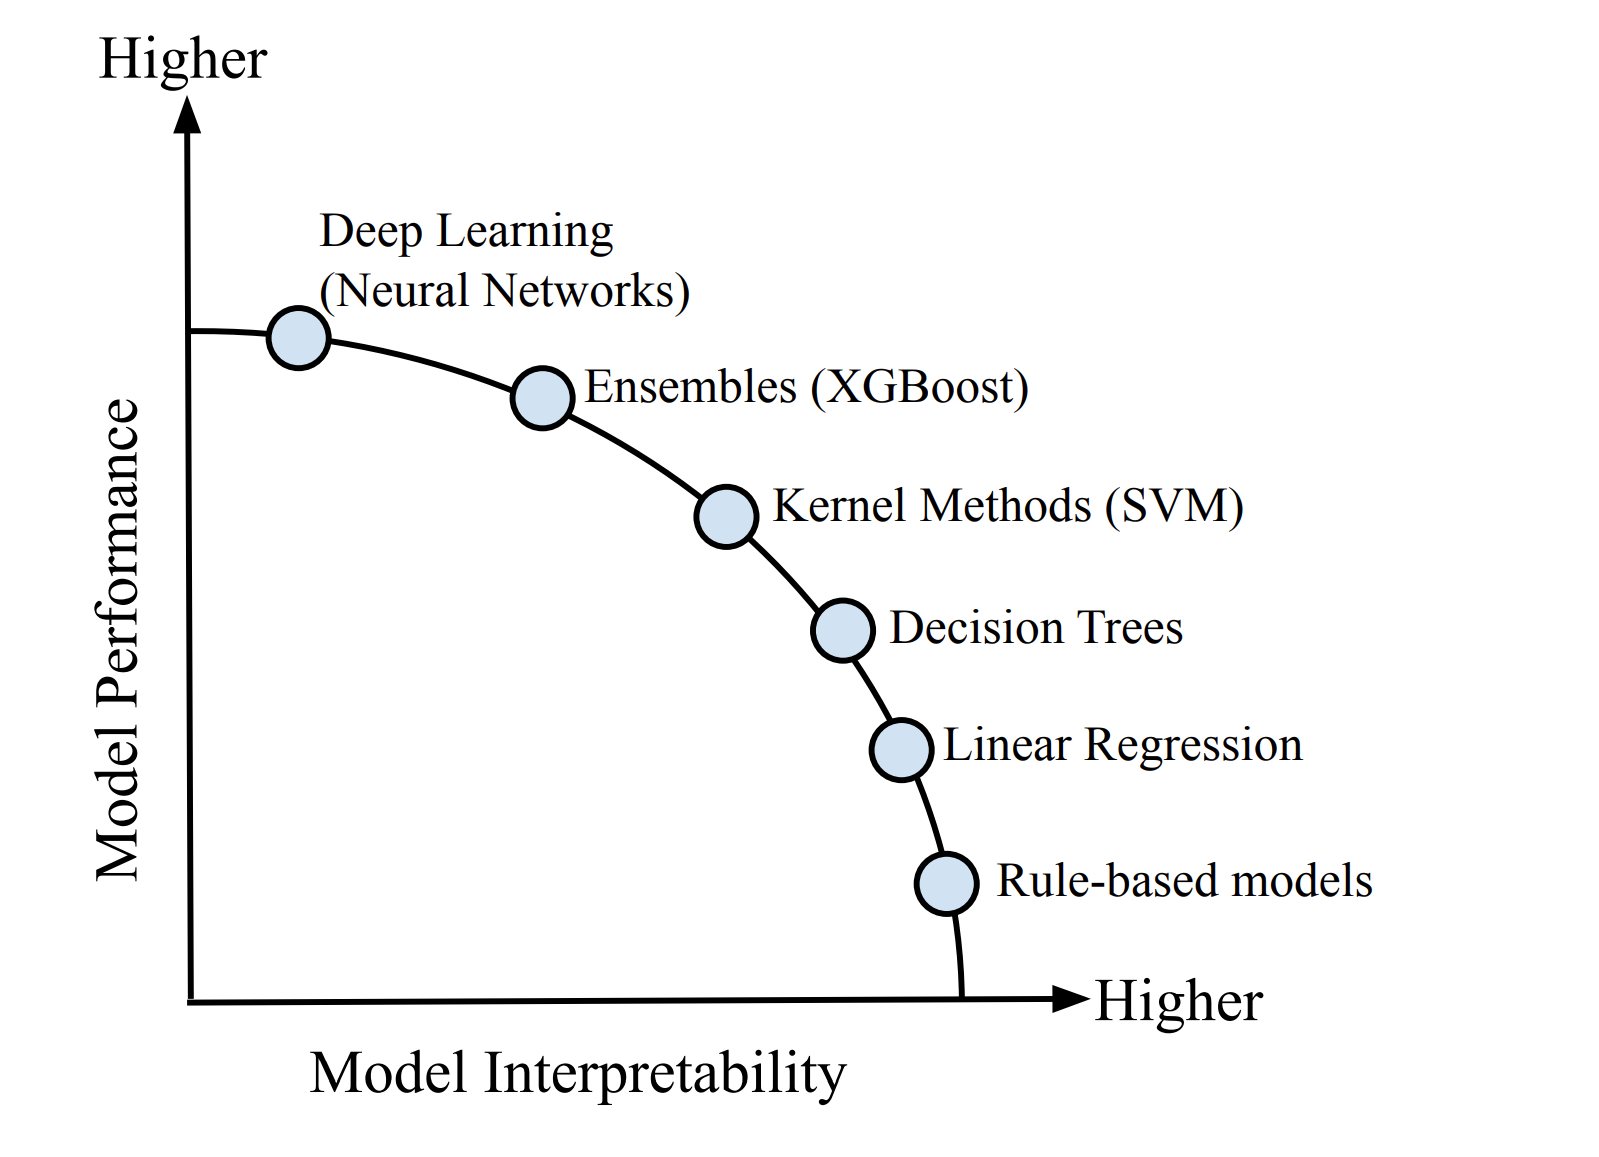 Higher
Deep Learning
(Neural Networks)
Ensembles (XGBoost)
Kernel Methods (SVM)
Decision Trees
Linear Regression
Rule-based models
Model Performance
Higher
Model Interpretability